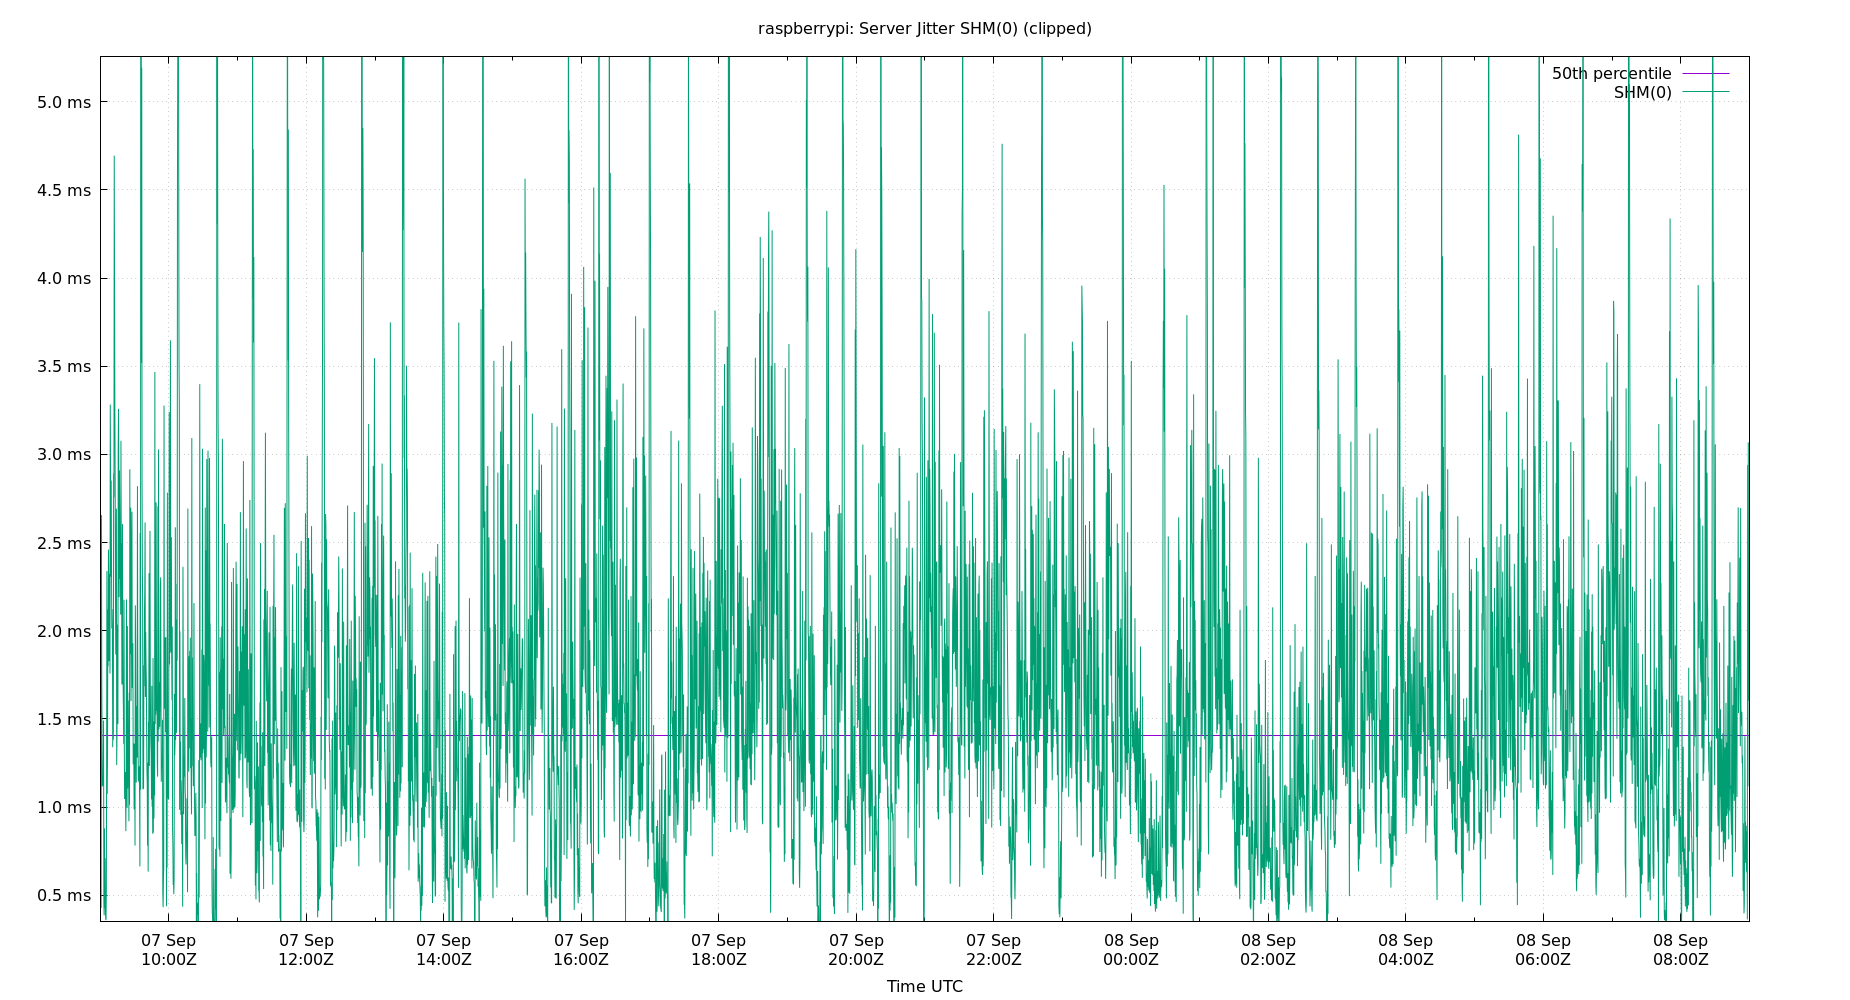 raspberrypi: Server Jitter SHM(0) (clipped)
50th percentile
SHM(0)
5.0 ms
4.5 ms
4.0 ms
3.5 ms
3.0 ms
2.5 ms
2.0 ms
1.5 ms
1.0 ms
0.5 ms
07 Sep 07 Sep 07 Sep 07 Sep 07 Sep 07 Sep 07 Sep 08 Sep 08 Sep 08 Sep 08 Sep 08 Sep
10:00Z 12:00Z 14:00Z 16:00Z 18:00Z 20:00Z 22:00Z 00:00Z 02:00Z 04:00Z 06:00Z 08:00Z
Time UTC